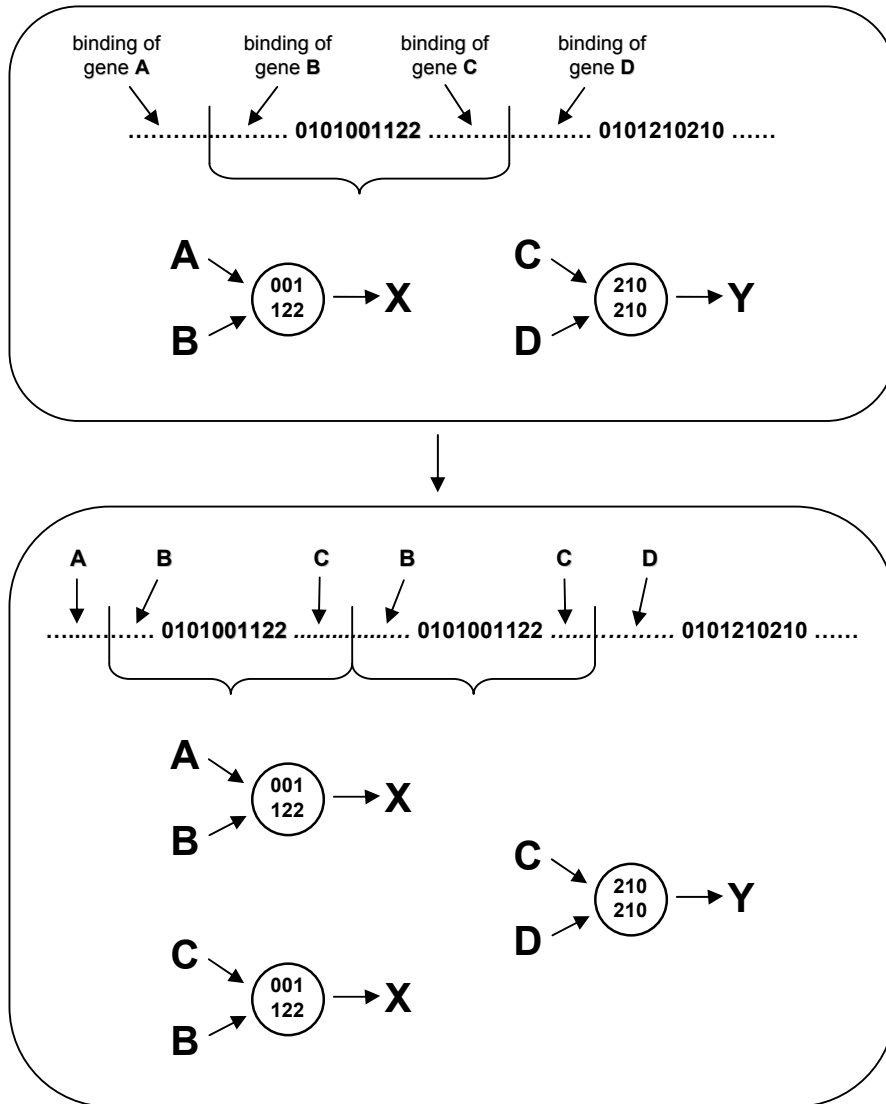 binding of gene A
binding of gene B
binding of gene C
binding of gene D
................ 0101001122 ..................... 0101210210 ......
A
B
001
122
X
C
D
210
210
Y
A B C B C D
................ 0101001122 ..................... 0101001122 ................... 0101210210 ......
A
B
001
122
X
C
D
210
210
Y
C
B
001
122
X